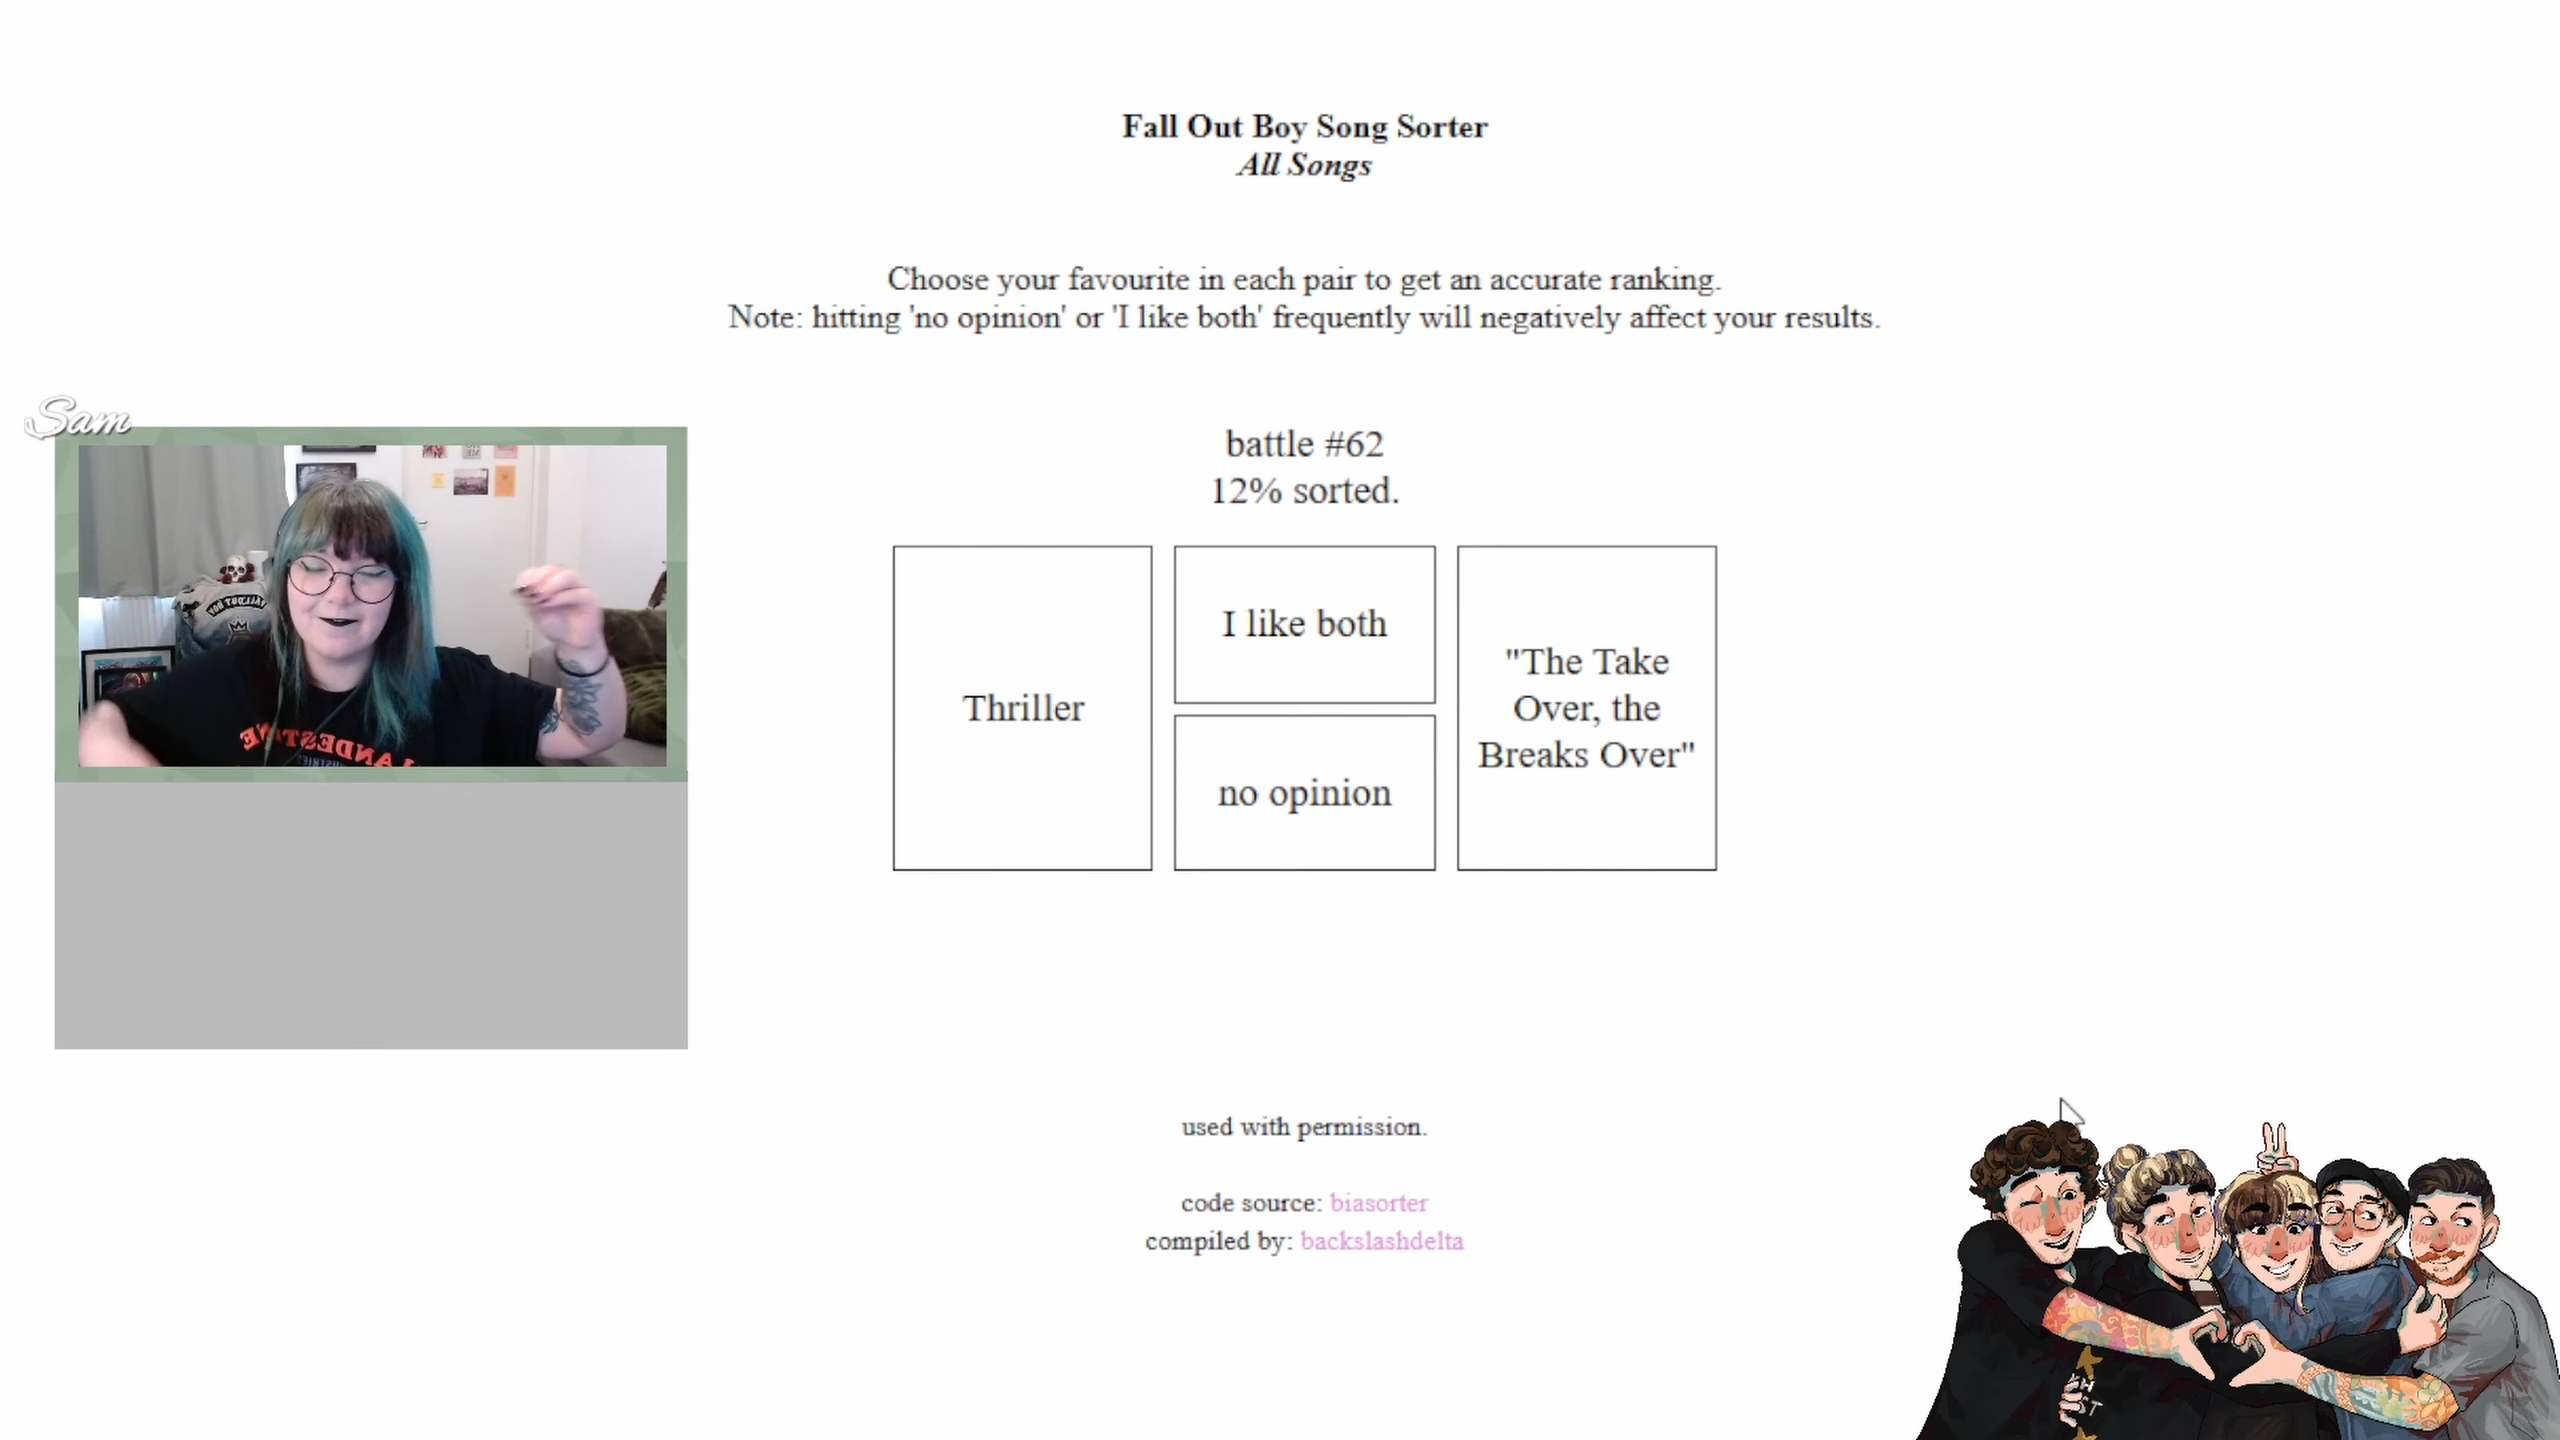 Fall Out Boy Song Sorter
All Songs
Choose your favourite in each pair to get an accurate ranking.
Note: hitting 'no opinion' or 'I like both' frequently will negatively affect your results.
Sam
battle #62
12% sorted.
Thriller
I like both
no opinion
"The Take
Over, the
Breaks Over"
used with permission.
code source: biasorter
compiled by: backslashdelta